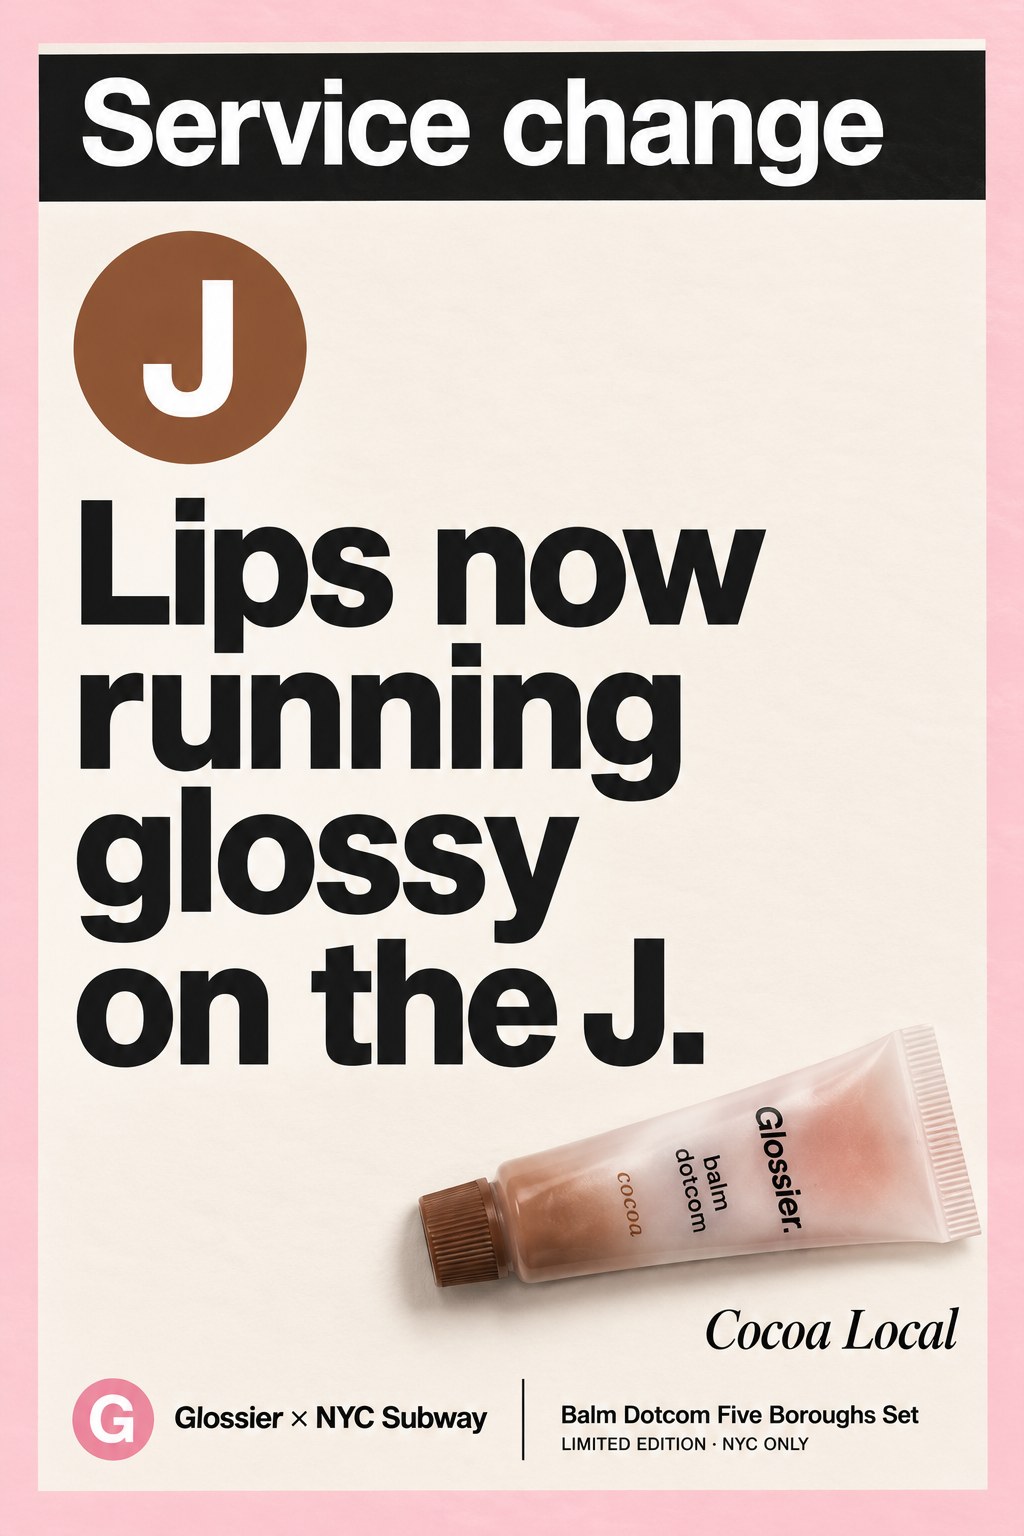 Service change
J
Lips now
running
glossy
on the J.
Glossier.
balm
dotcom
cocoa
Cocoa Local
G
Glossier × NYC Subway
Balm Dotcom Five Boroughs Set
LIMITED EDITION · NYC ONLY